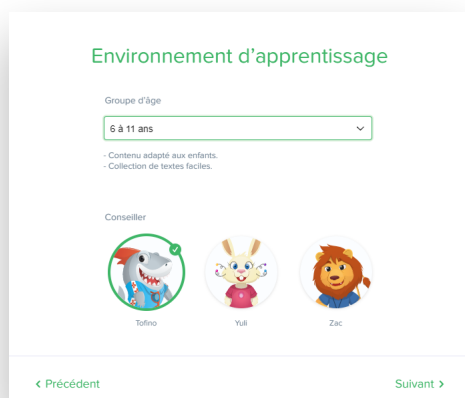 Environnement d’apprentissage
Groupe d’âge
6 à 11 ans
- Contenu adapté aux enfants.
- Collection de textes faciles.
Conseiller
Tofino Yuli Zac
< Précédent Suivant >